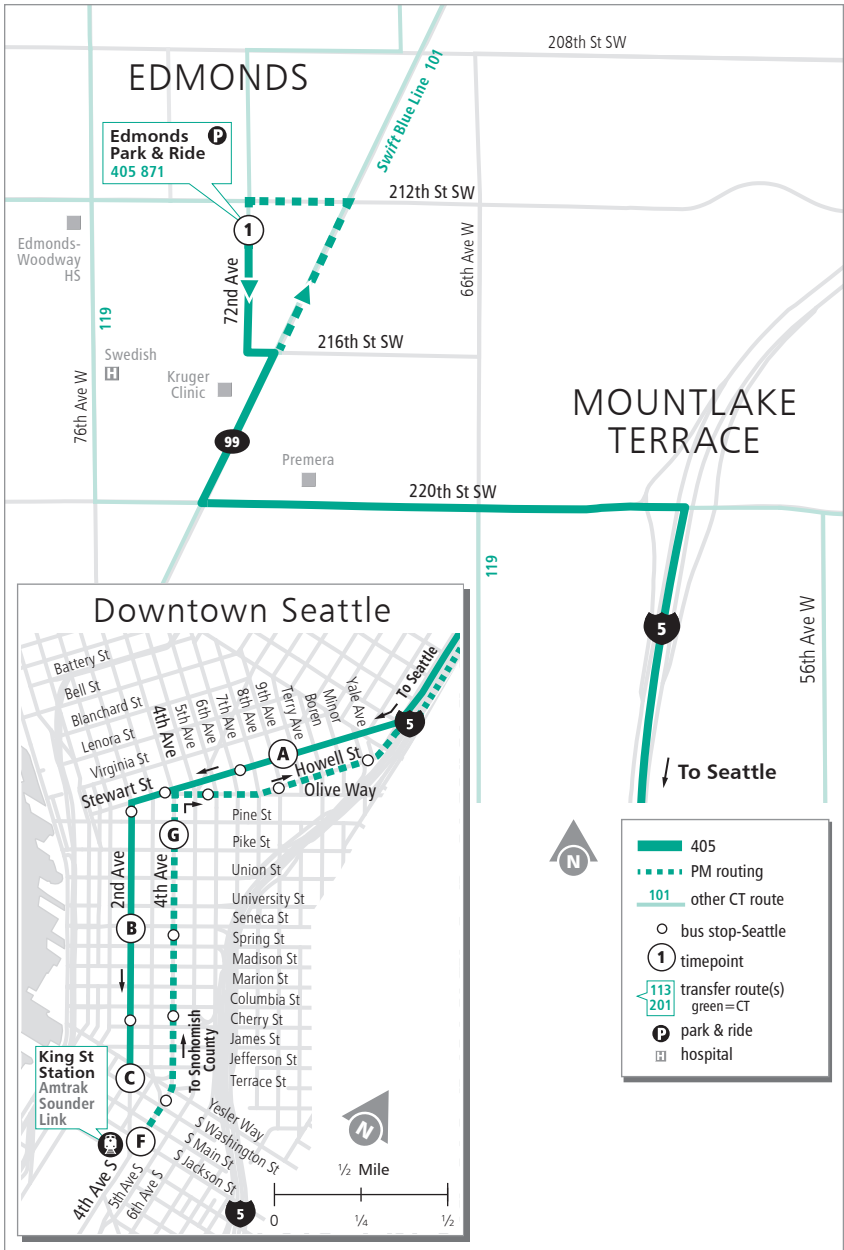 208th St SW
EDMONDS
Swift Blue Line 101
Edmonds
Park & Ride
P
405 871
212th St SW
1
Edmonds-
Woodway
HS
72nd Ave
66th Ave W
119
216th St SW
Swedish
H
Kruger
Clinic
76th Ave W
MOUNTLAKE
TERRACE
99
Premera
220th St SW
119
5
56th Ave W
To Seattle
N
Downtown Seattle
Battery St
Bell St
Blanchard St
Lenora St
Virginia St
Stewart St
4th Ave
5th Ave
6th Ave
7th Ave
8th Ave
9th Ave
Terry Ave
Boren
Minor
Yale Ave
To Seattle
5
A
Howell St
Olive Way
Pine St
G
Pike St
2nd Ave
4th Ave
Union St
University St
Seneca St
B
Spring St
Madison St
Marion St
Columbia St
Cherry St
James St
Jefferson St
Terrace St
To Snohomish
County
King St
Station
Amtrak
Sounder
Link
C
F
Yesler Way
S Washington St
S Main St
S Jackson St
4th Ave S
5th Ave S
6th Ave S
5
N
½ Mile
0
¼
½
405
PM routing
101
other CT route
bus stop-Seattle
1
timepoint
113
201
transfer route(s)
green=CT
P
park & ride
H
hospital